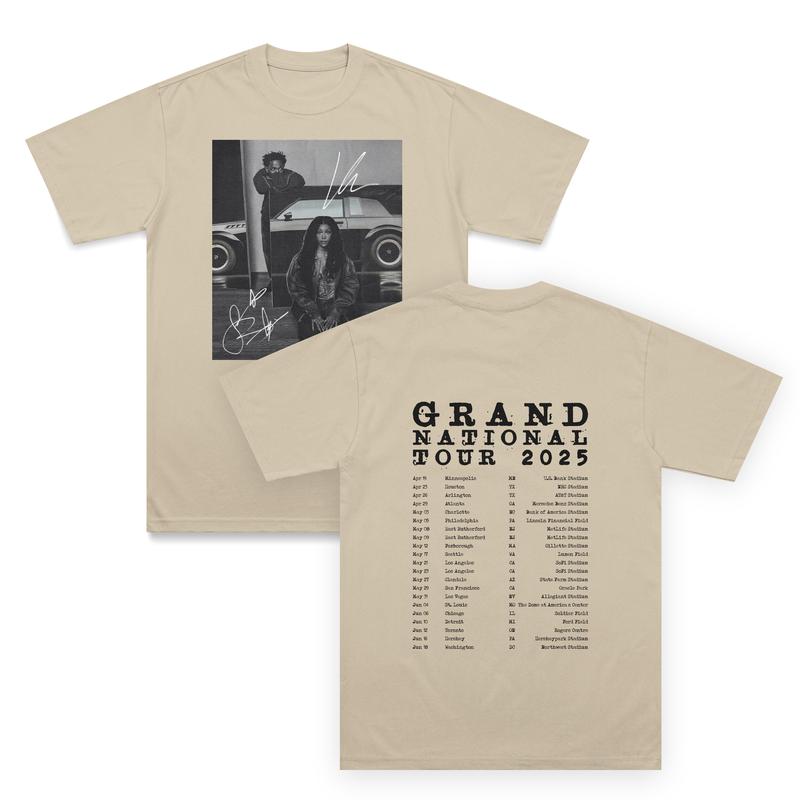 GRAND
NATIONAL
TOUR 2025
Apr 19 Minneapolis MN U.S. Bank Stadium
Apr 23 Houston TX NRG Stadium
Apr 26 Arlington TX AT&T Stadium
Apr 29 Atlanta GA Mercedes Benz Stadium
May 03 Charlotte NC Bank of America Stadium
May 05 Philadelphia PA Lincoln Financial Field
May 08 East Rutherford NJ MetLife Stadium
May 09 East Rutherford NJ MetLife Stadium
May 12 Foxborough MA Gillette Stadium
May 17 Seattle WA Lumen Field
May 21 Los Angeles CA SoFi Stadium
May 23 Los Angeles CA SoFi Stadium
May 27 Glendale AZ State Farm Stadium
May 29 San Francisco CA Oracle Park
May 31 Las Vegas NV Allegiant Stadium
Jun 04 St. Louis MO The Dome at America s Center
Jun 06 Chicago IL Soldier Field
Jun 10 Detroit MI Ford Field
Jun 12 Toronto ON Rogers Centre
Jun 16 Hershey PA Hersheypark Stadium
Jun 18 Washington DC Northwest Stadium